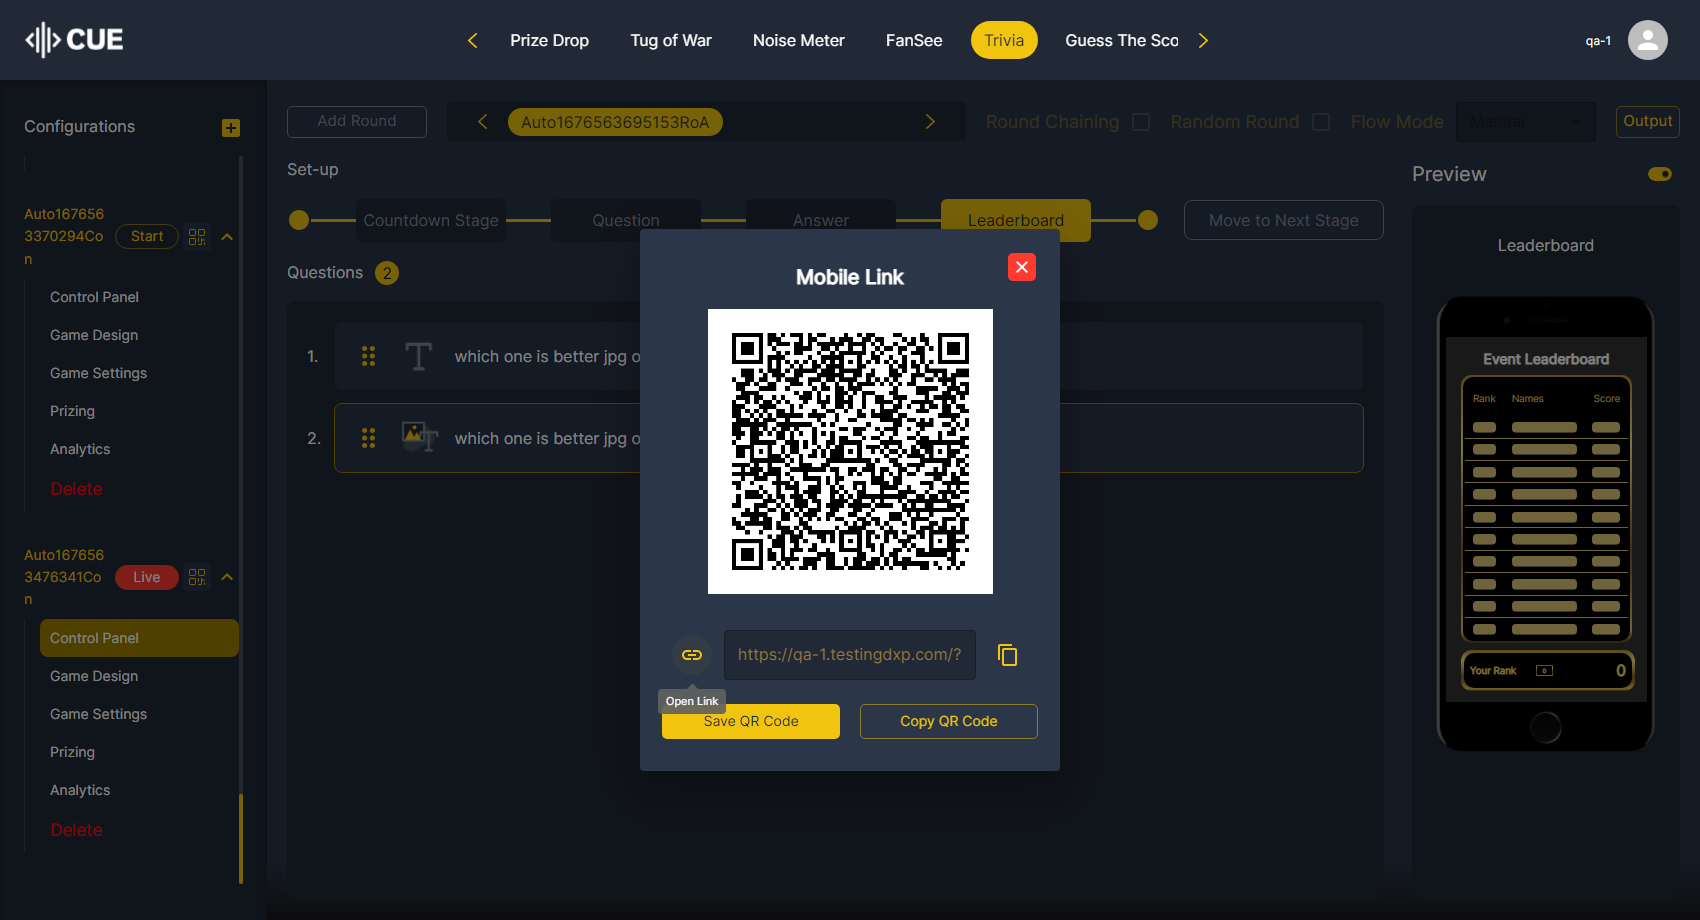 CUE
Prize Drop
Tug of War
Noise Meter
FanSee
Trivia
Guess The Sco
qa-1
Configurations
Add Round
Auto1676563695153RoA
Round Chaining
Random Round
Flow Mode
Manual
Output
Set-up
Preview
Countdown Stage
Question
Answer
Leaderboard
Move to Next Stage
Questions 2
1. which one is better jpg o
2. which one is better jpg o
Auto167656
3370294Co
n
Start
Control Panel
Game Design
Game Settings
Prizing
Analytics
Delete
Auto167656
3476341Co
n
Live
Control Panel
Game Design
Game Settings
Prizing
Analytics
Delete
Mobile Link
https://qa-1.testingdxp.com/?
Open Link
Save QR Code
Copy QR Code
Leaderboard
Event Leaderboard
Rank Names Score
Your Rank 0 0